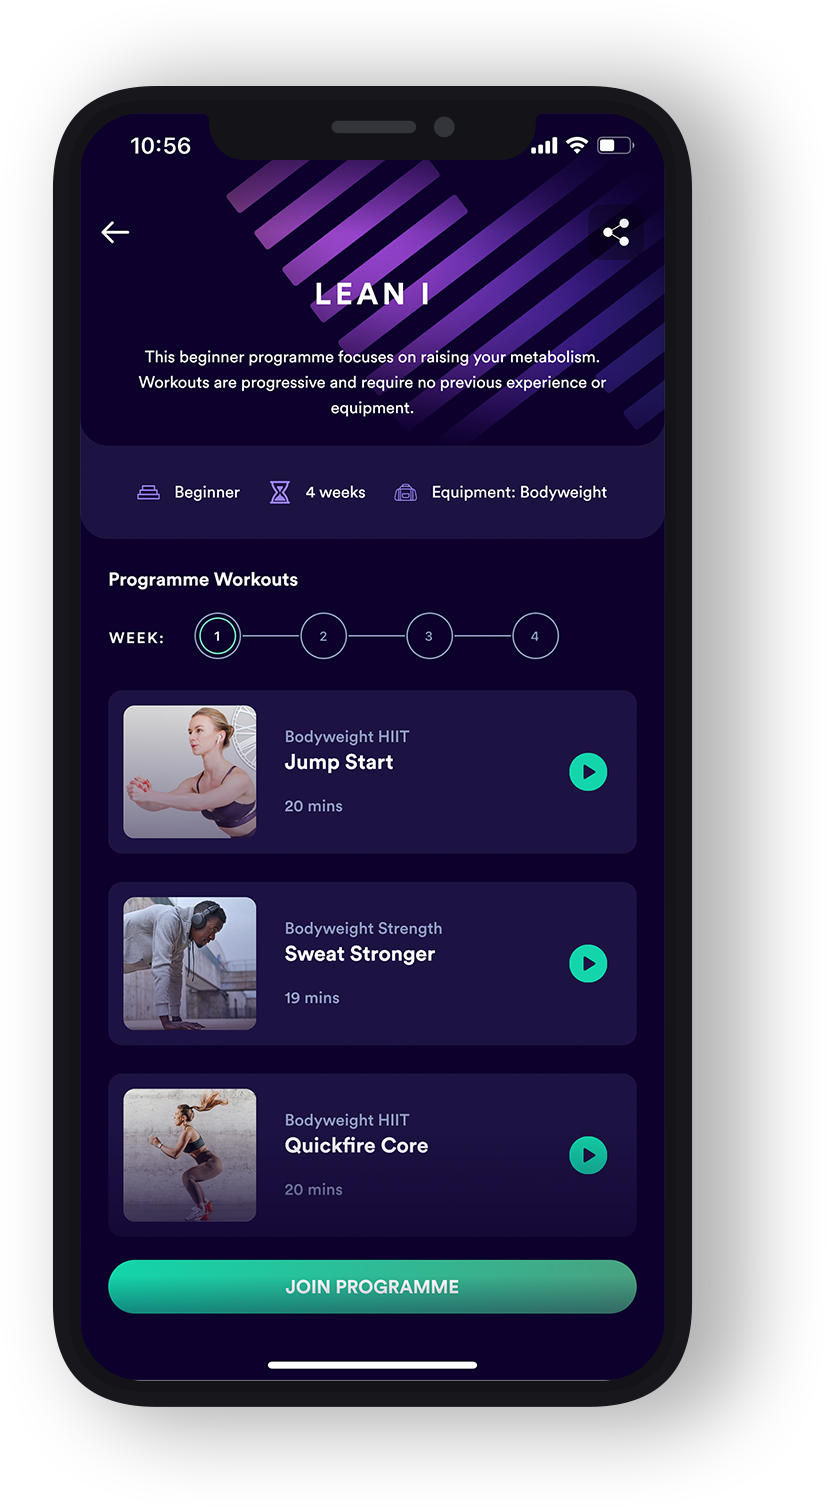 10:56
LEAN I
This beginner programme focuses on raising your metabolism.
Workouts are progressive and require no previous experience or
equipment.
Beginner 4 weeks Equipment: Bodyweight
Programme Workouts
WEEK: 1 2 3 4
Bodyweight HIIT
Jump Start
20 mins
Bodyweight Strength
Sweat Stronger
19 mins
Bodyweight HIIT
Quickfire Core
20 mins
JOIN PROGRAMME